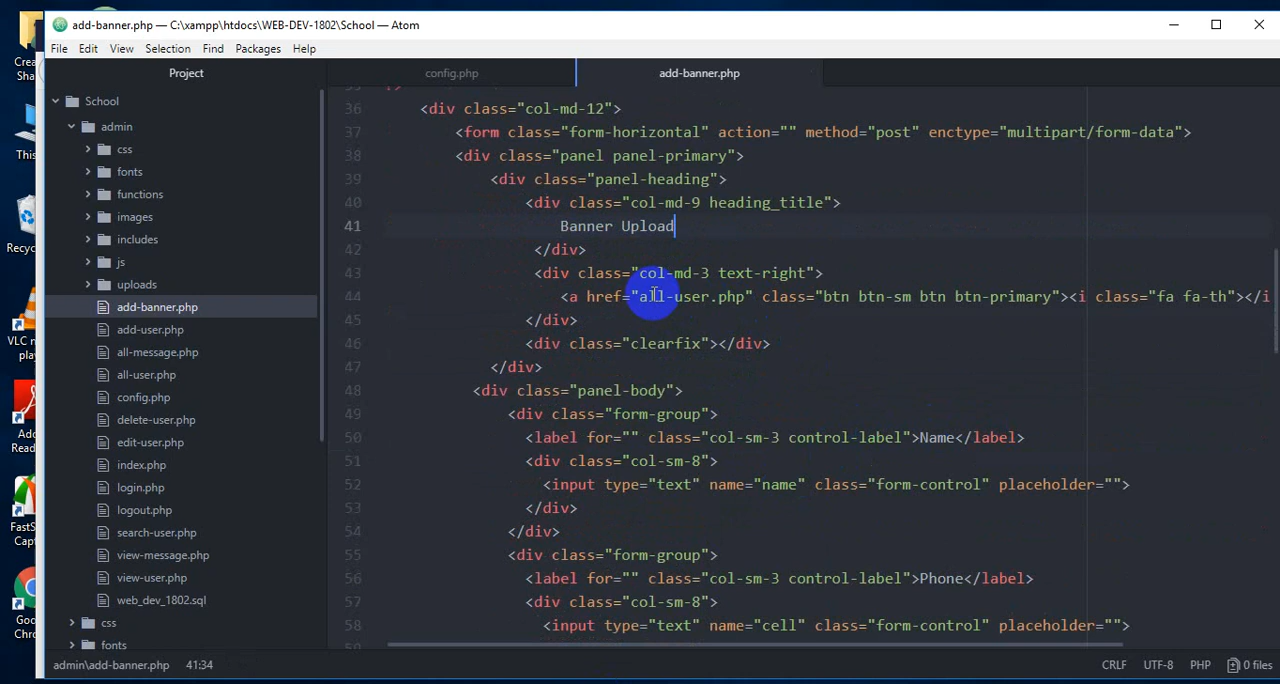 add-banner.php — C:\xampp\htdocs\WEB-DEV-1802\School — Atom
File Edit View Selection Find Packages Help
Project
config.php
add-banner.php
School
admin
css
fonts
functions
images
includes
js
uploads
add-banner.php
add-user.php
all-message.php
all-user.php
config.php
delete-user.php
edit-user.php
index.php
login.php
logout.php
search-user.php
view-message.php
view-user.php
web_dev_1802.sql
css
fonts
36 <div class="col-md-12">
37 <form class="form-horizontal" action="" method="post" enctype="multipart/form-data">
38 <div class="panel panel-primary">
39 <div class="panel-heading">
40 <div class="col-md-9 heading_title">
41 Banner Upload
42 </div>
43 <div class="col-md-3 text-right">
44 <a href="all-user.php" class="btn btn-sm btn btn-primary"><i class="fa fa-th"></i
45 </div>
46 <div class="clearfix"></div>
47 </div>
48 <div class="panel-body">
49 <div class="form-group">
50 <label for="" class="col-sm-3 control-label">Name</label>
51 <div class="col-sm-8">
52 <input type="text" name="name" class="form-control" placeholder="">
53 </div>
54 </div>
55 <div class="form-group">
56 <label for="" class="col-sm-3 control-label">Phone</label>
57 <div class="col-sm-8">
58 <input type="text" name="cell" class="form-control" placeholder="">
admin\add-banner.php 41:34
CRLF UTF-8 PHP 0 files